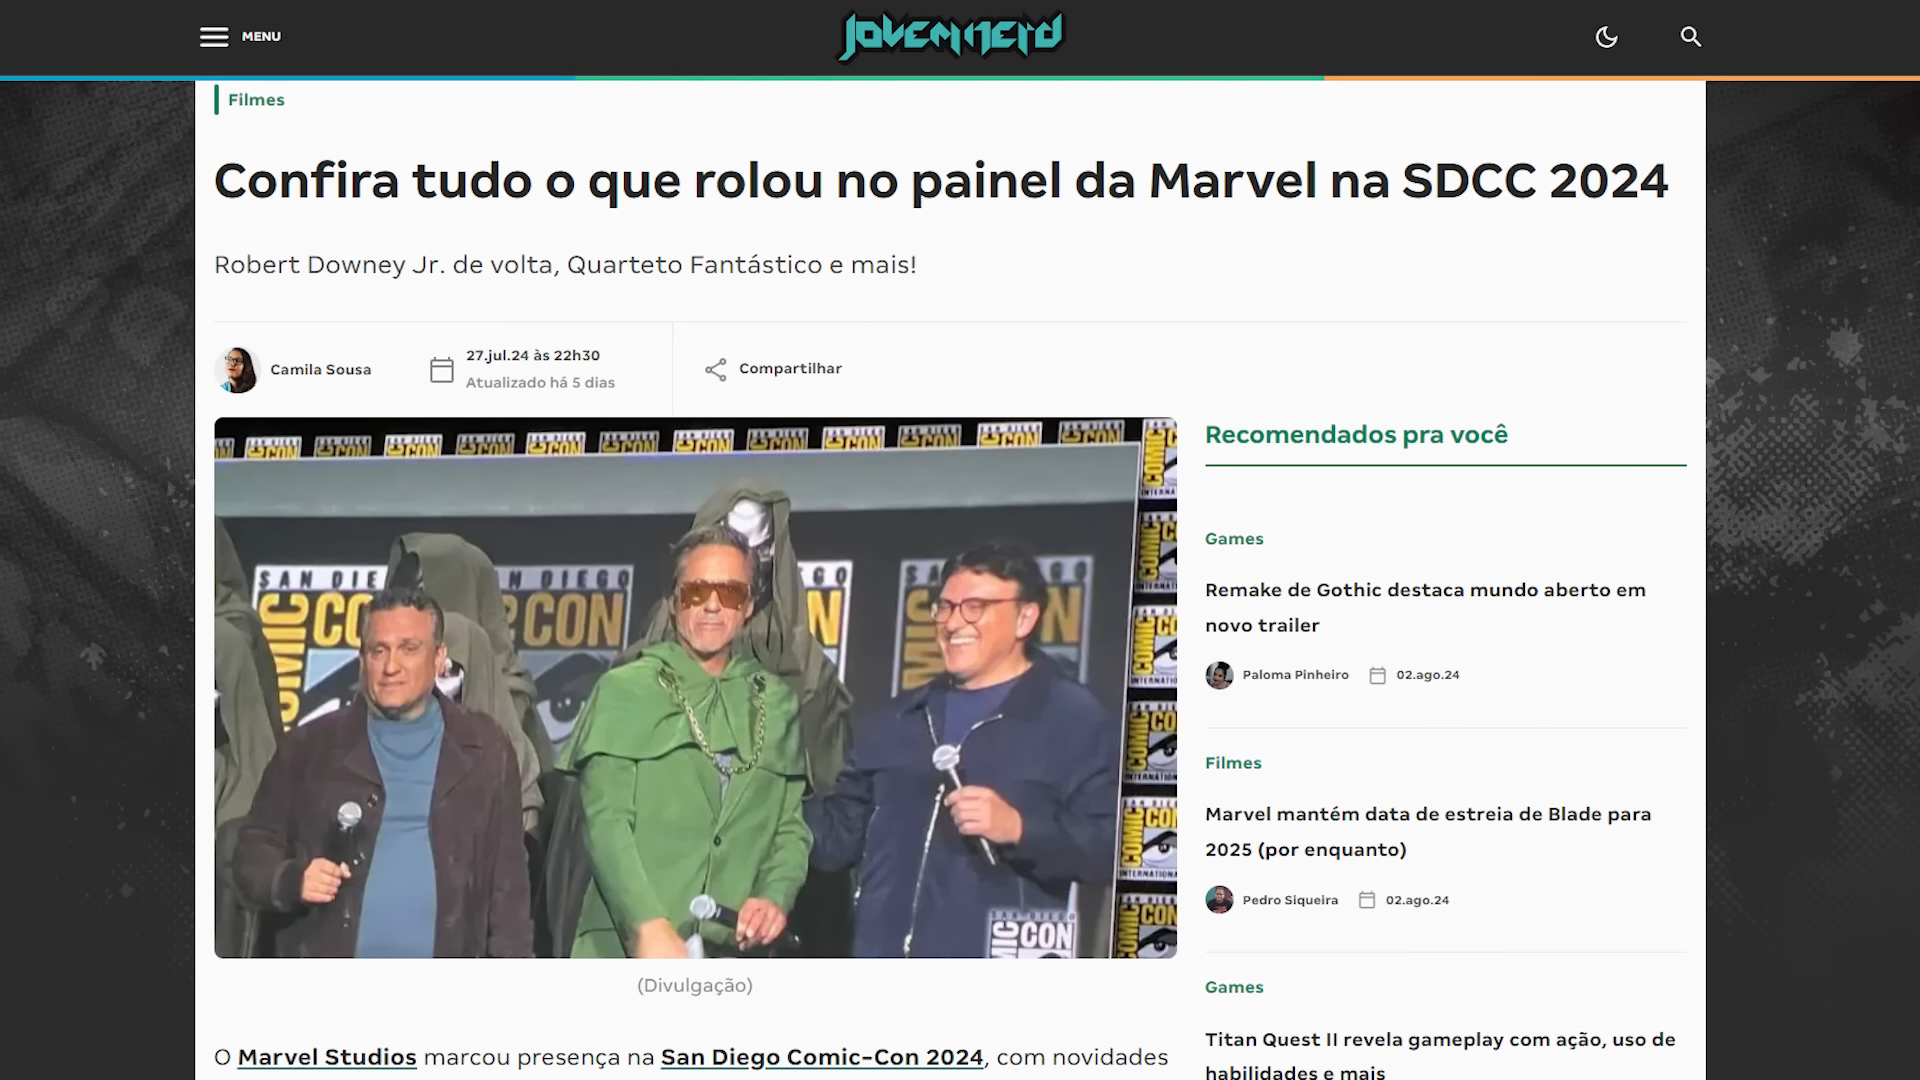 MENU
JOVEM NERD
Filmes
Confira tudo o que rolou no painel da Marvel na SDCC 2024
Robert Downey Jr. de volta, Quarteto Fantástico e mais!
Camila Sousa
27.jul.24 às 22h30
Atualizado há 5 dias
Compartilhar
SAN DIEGO
COMIC CON
INTERNATIONAL
(Divulgação)
O Marvel Studios marcou presença na San Diego Comic-Con 2024, com novidades
Recomendados pra você
Games
Remake de Gothic destaca mundo aberto em
novo trailer
Paloma Pinheiro
02.ago.24
Filmes
Marvel mantém data de estreia de Blade para
2025 (por enquanto)
Pedro Siqueira
02.ago.24
Games
Titan Quest II revela gameplay com ação, uso de
habilidades e mais